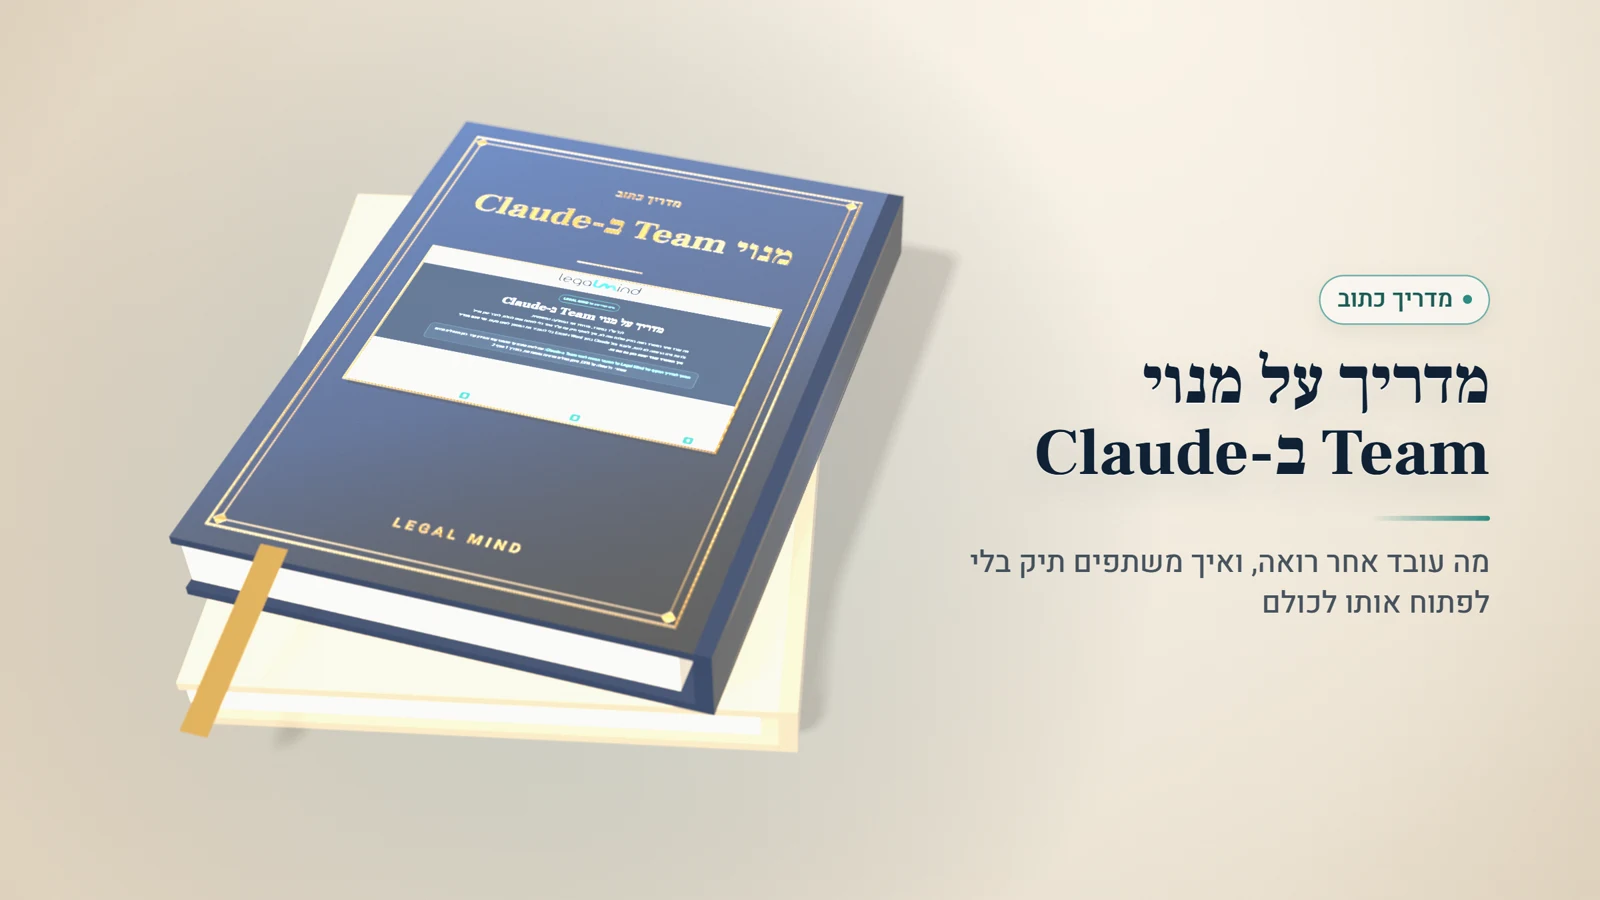 מדריך כתוב
מדריך על מנוי
Team ב-Claude
מה עובד אחר רואה, ואיך משתפים תיק בלי
לפתוח אותו לכולם
מדריך כתוב
מנוי Team ב-Claude
legalmind
מדריך על מנוי Team ב-Claude
LEGAL MIND